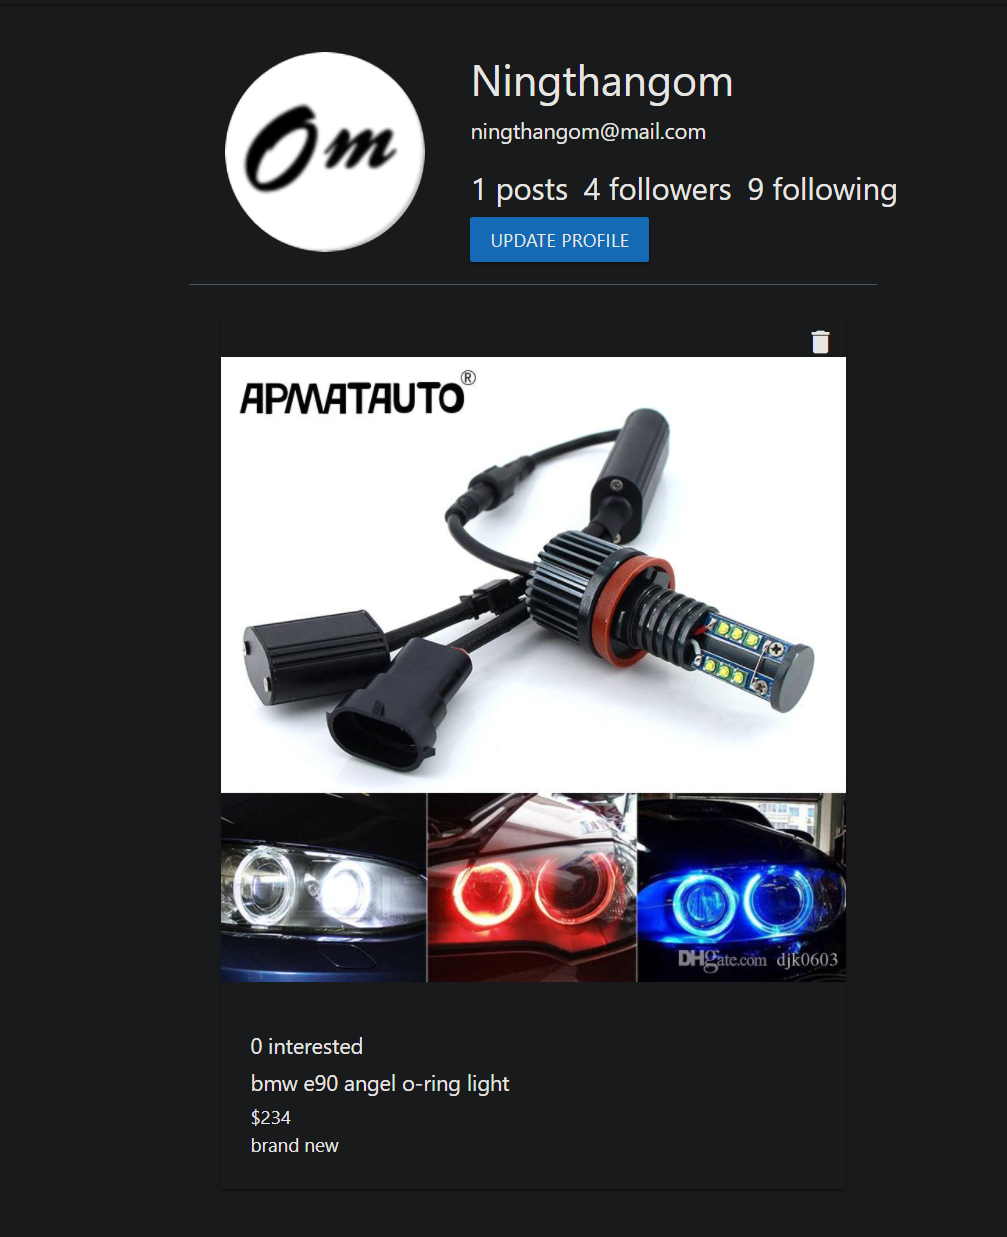 Om
Ningthangom
ningthangom@mail.com
1 posts 4 followers 9 following
UPDATE PROFILE
APMATAUTO®
DHgate.com djk0603
0 interested
bmw e90 angel o-ring light
$234
brand new